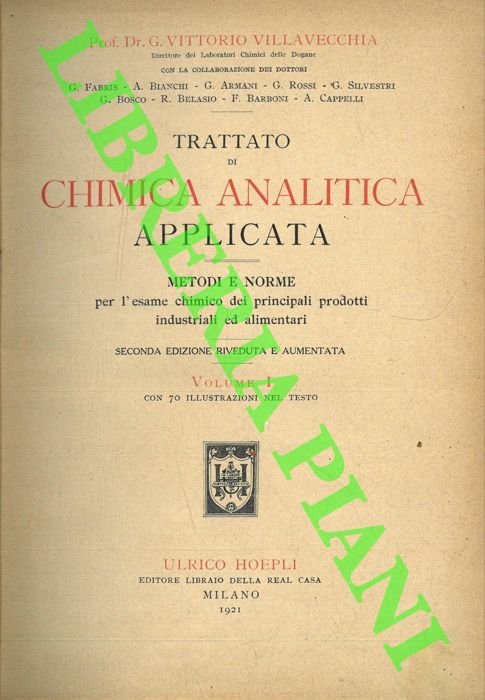 Prof. Dr. G. VITTORIO VILLAVECCHIA
Direttore dei Laboratori Chimici delle Dogane
CON LA COLLABORAZIONE DEI DOTTORI
G. FABRIS - A. BIANCHI - G. ARMANI - G. ROSSI - G. SILVESTRI
G. BOSCO - R. BELASIO - F. BARBONI - A. CAPPELLI
TRATTATO
DI
CHIMICA ANALITICA
APPLICATA
METODI E NORME
per l'esame chimico dei principali prodotti
industriali ed alimentari
SECONDA EDIZIONE RIVEDUTA E AUMENTATA
VOLUME I
CON 70 ILLUSTRAZIONI NEL TESTO
ULRICO HOEPLI
EDITORE LIBRAIO DELLA REAL CASA
MILANO
1921
LIBRERIA PIANI